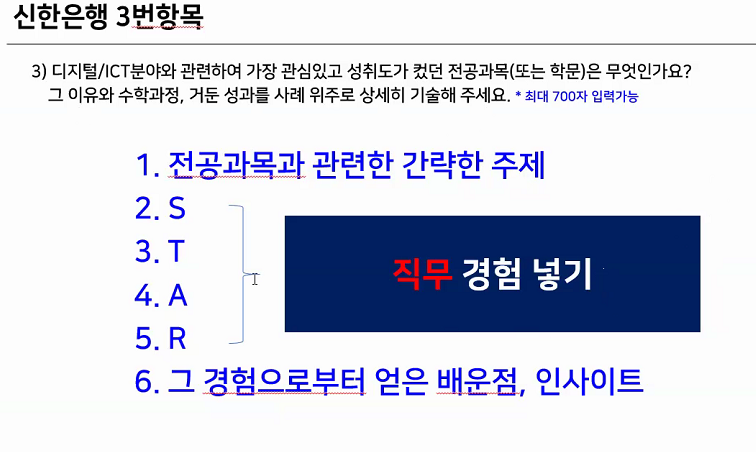 신한은행 3번항목
3) 디지털/ICT분야와 관련하여 가장 관심있고 성취도가 컸던 전공과목(또는 학문)은 무엇인가요?
그 이유와 수학과정, 거둔 성과를 사례 위주로 상세히 기술해 주세요. * 최대 700자 입력가능
1. 전공과목과 관련한 간략한 주제
2. S
3. T
4. A
5. R
직무 경험 넣기
6. 그 경험으로부터 얻은 배운점, 인사이트